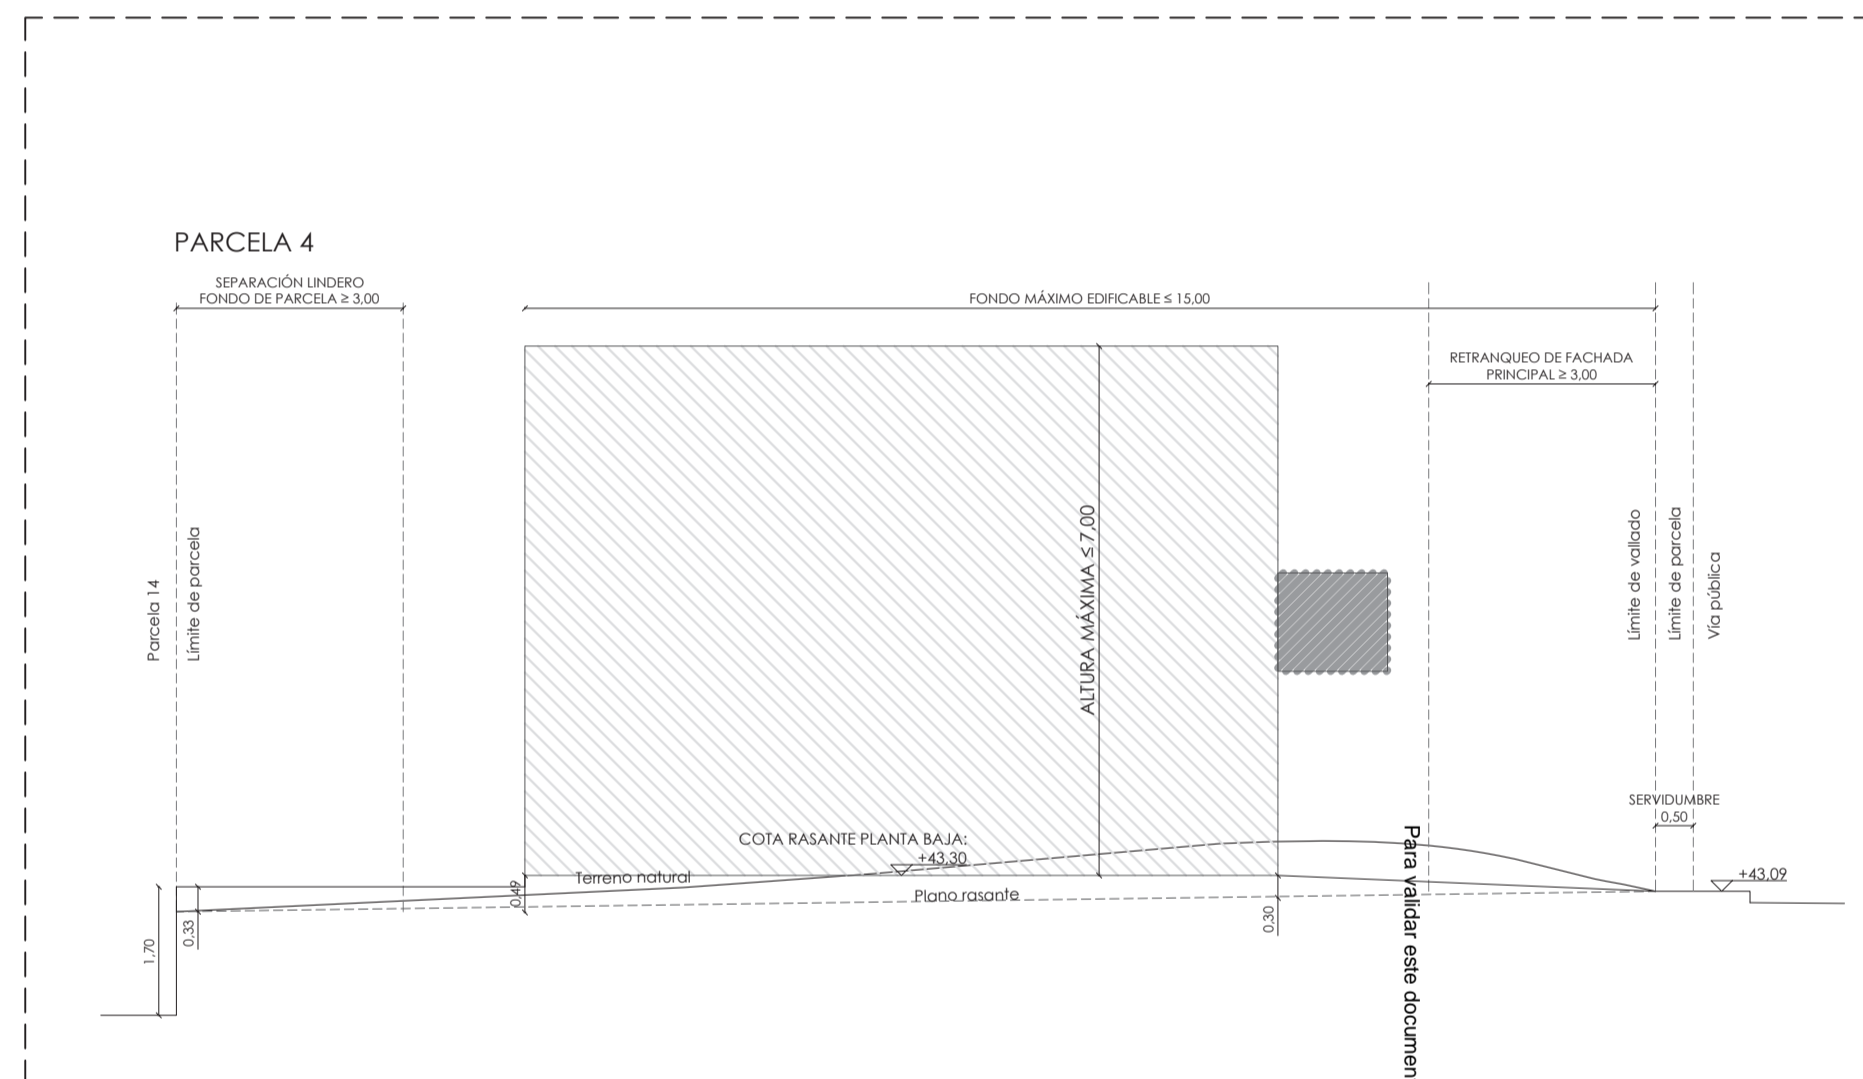 PARCELA 4
SEPARACIÓN LINDERO
FONDO DE PARCELA ≥ 3,00
FONDO MÁXIMO EDIFICABLE ≤ 15,00
RETRANQUEO DE FACHADA
PRINCIPAL ≥ 3,00
Parcela 14
Límite de parcela
ALTURA MÁXIMA ≤ 7,00
Límite de vallado
Límite de parcela
Vía pública
SERVIDUMBRE
0,50
COTA RASANTE PLANTA BAJA:
+43,30
Terreno natural
Plano rasante
+43,09
0,49
0,33
1,70
0,30
Para validar este documen